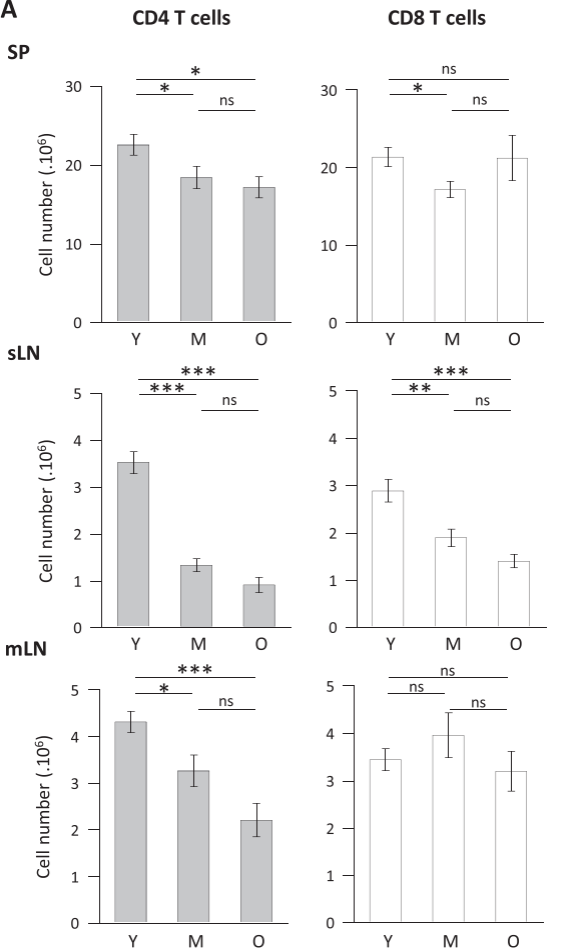 A
CD4 T cells CD8 T cells
SP
* ns
* *
ns ns
Cell number (.10⁶)
30 30
20 20
10 10
0 0
Y M O Y M O
sLN
*** ***
*** **
ns ns
Cell number (.10⁶)
5 5
4 4
3 3
2 2
1 1
0 0
Y M O Y M O
mLN
*** ns
* ns
ns ns
Cell number (.10⁶)
5 5
4 4
3 3
2 2
1 1
0 0
Y M O Y M O